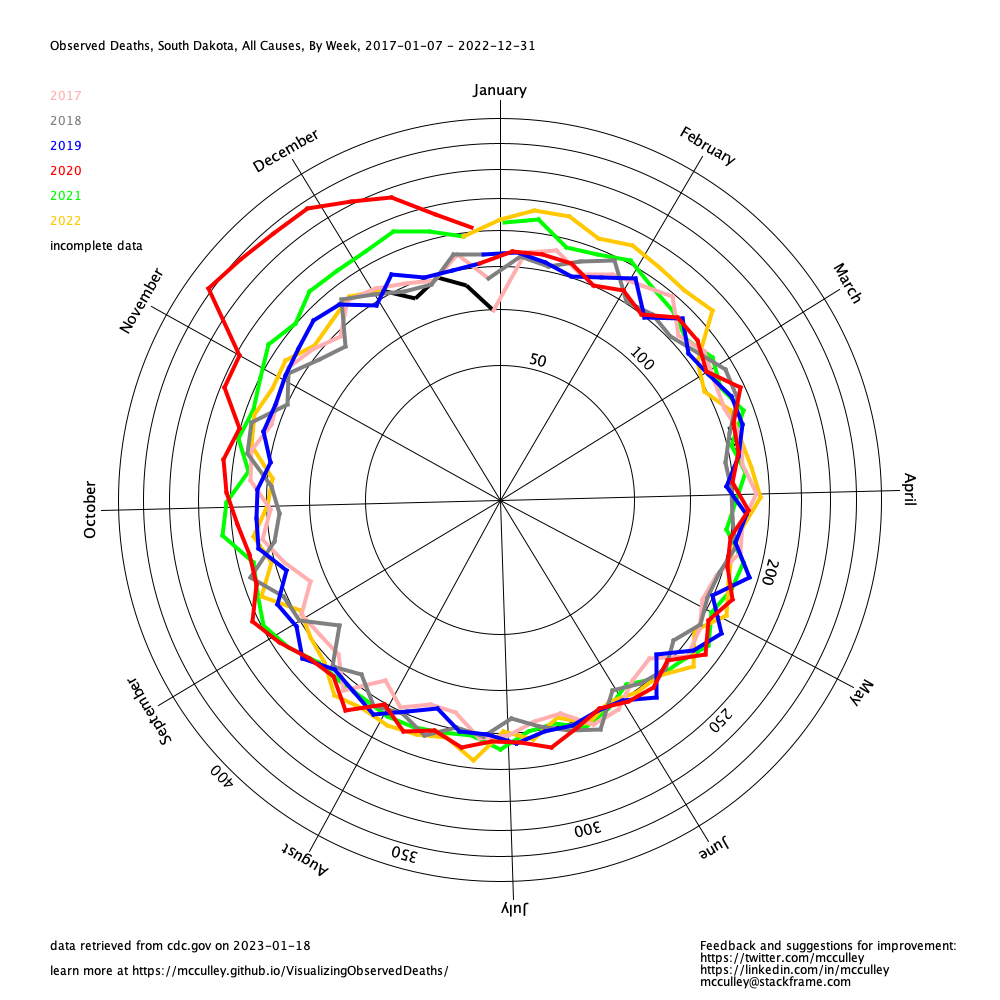 Observed Deaths, South Dakota, All Causes, By Week, 2017-01-07 - 2022-12-31
January
2017
2018
2019
2020
2021
2022
incomplete data
December
February
November
March
50
100
October
April
200
September
May
250
400
300
350
August
June
July
data retrieved from cdc.gov on 2023-01-18
learn more at https://mcculley.github.io/VisualizingObservedDeaths/
Feedback and suggestions for improvement:
https://twitter.com/mcculley
https://linkedin.com/in/mcculley
mcculley@stackframe.com